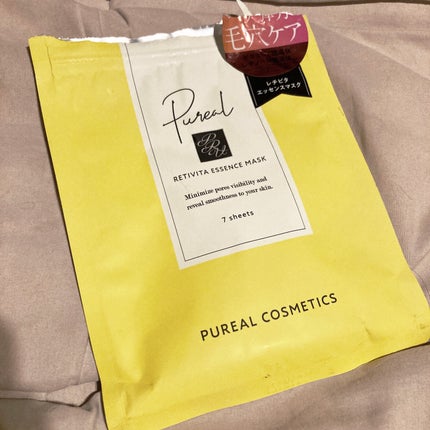 毛穴ケア
レチビタ
エッセンスマスク
Pureal
RETIVITA ESSENCE MASK
Minimize pores visibility and
reveal smoothness to your skin.
7 sheets
PUREAL COSMETICS